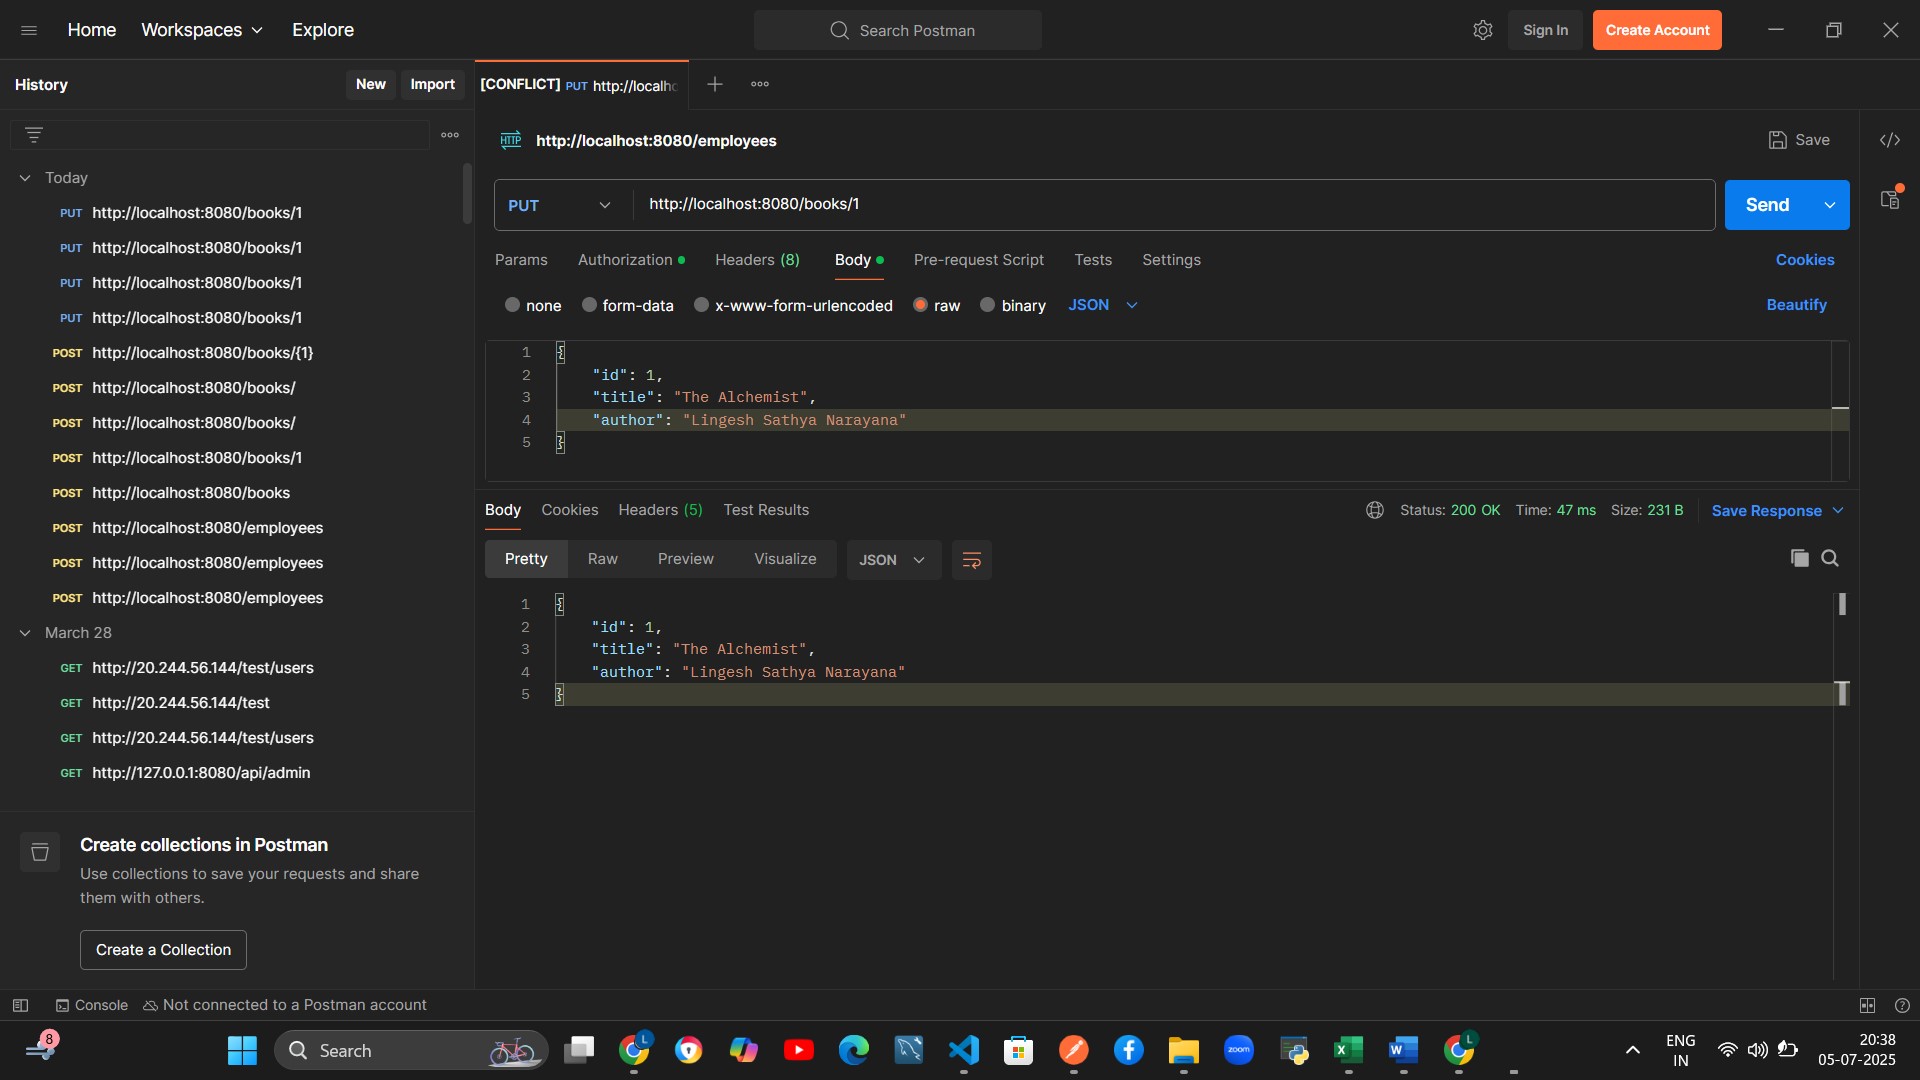 Home Workspaces Explore Search Postman Sign In Create Account
History New Import [CONFLICT] PUT http://localho
HTTP http://localhost:8080/employees Save
Today
PUT http://localhost:8080/books/1
PUT http://localhost:8080/books/1
PUT http://localhost:8080/books/1
PUT http://localhost:8080/books/1
POST http://localhost:8080/books/{1}
POST http://localhost:8080/books/
POST http://localhost:8080/books/
POST http://localhost:8080/books/1
POST http://localhost:8080/books
POST http://localhost:8080/employees
POST http://localhost:8080/employees
POST http://localhost:8080/employees
March 28
GET http://20.244.56.144/test/users
GET http://20.244.56.144/test
GET http://20.244.56.144/test/users
GET http://127.0.0.1:8080/api/admin
Create collections in Postman
Use collections to save your requests and share
them with others.
Create a Collection
PUT http://localhost:8080/books/1 Send
Params Authorization Headers (8) Body Pre-request Script Tests Settings Cookies
none form-data x-www-form-urlencoded raw binary JSON Beautify
1 {
2 "id": 1,
3 "title": "The Alchemist",
4 "author": "Lingesh Sathya Narayana"
5 }
Body Cookies Headers (5) Test Results Status: 200 OK Time: 47 ms Size: 231 B Save Response
Pretty Raw Preview Visualize JSON
1 {
2 "id": 1,
3 "title": "The Alchemist",
4 "author": "Lingesh Sathya Narayana"
5 }
Console Not connected to a Postman account
8 Search L zoom X W L ENG 20:38
IN 05-07-2025